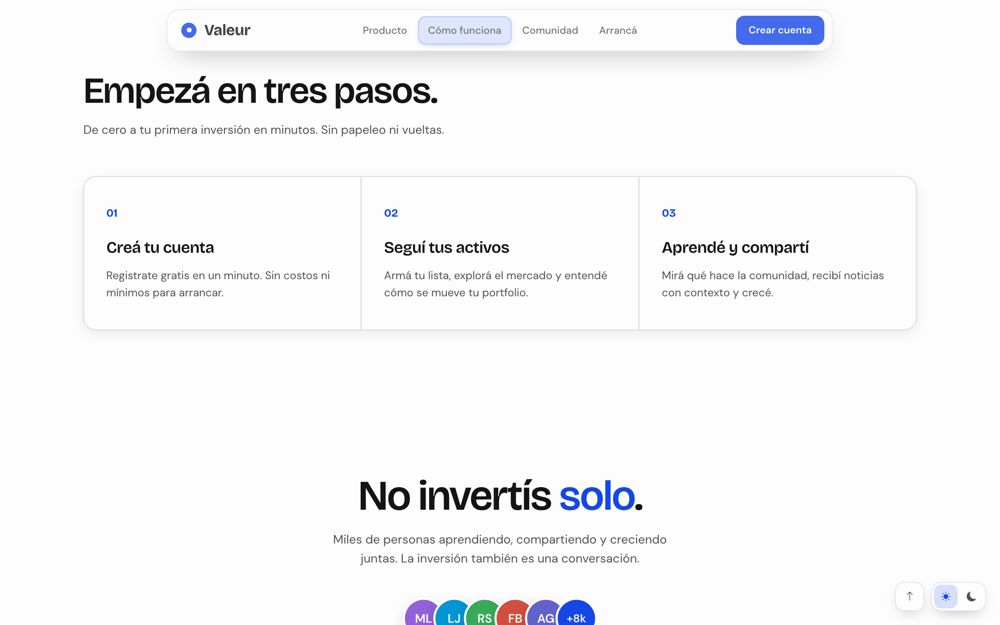 Valeur
Producto
Cómo funciona
Comunidad
Arrancá
Crear cuenta
Empezá en tres pasos.
De cero a tu primera inversión en minutos. Sin papeleo ni vueltas.
01
Creá tu cuenta
Registrate gratis en un minuto. Sin costos ni
mínimos para arrancar.
02
Seguí tus activos
Armá tu lista, explorá el mercado y entendé
cómo se mueve tu portfolio.
03
Aprendé y compartí
Mirá qué hace la comunidad, recibí noticias
con contexto y crecé.
No invertís solo.
Miles de personas aprendiendo, compartiendo y creciendo
juntas. La inversión también es una conversación.
ML LJ RS FB AG +8k